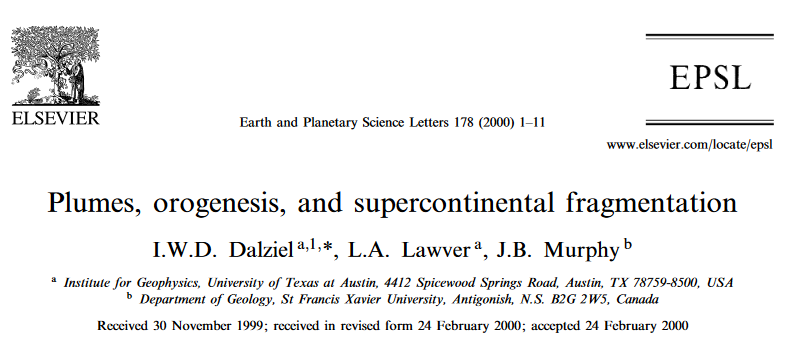 ELSEVIER
Earth and Planetary Science Letters 178 (2000) 1–11
EPSL
www.elsevier.com/locate/epsl
Plumes, orogenesis, and supercontinental fragmentation
I.W.D. Dalziel a,1,*, L.A. Lawver a, J.B. Murphy b
a Institute for Geophysics, University of Texas at Austin, 4412 Spicewood Springs Road, Austin, TX 78759-8500, USA
b Department of Geology, St Francis Xavier University, Antigonish, N.S. B2G 2W5, Canada
Received 30 November 1999; received in revised form 24 February 2000; accepted 24 February 2000